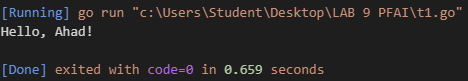 [Running] go run "c:\Users\Student\Desktop\LAB 9 PFAI\t1.go"
Hello, Ahad!
[Done] exited with code=0 in 0.659 seconds